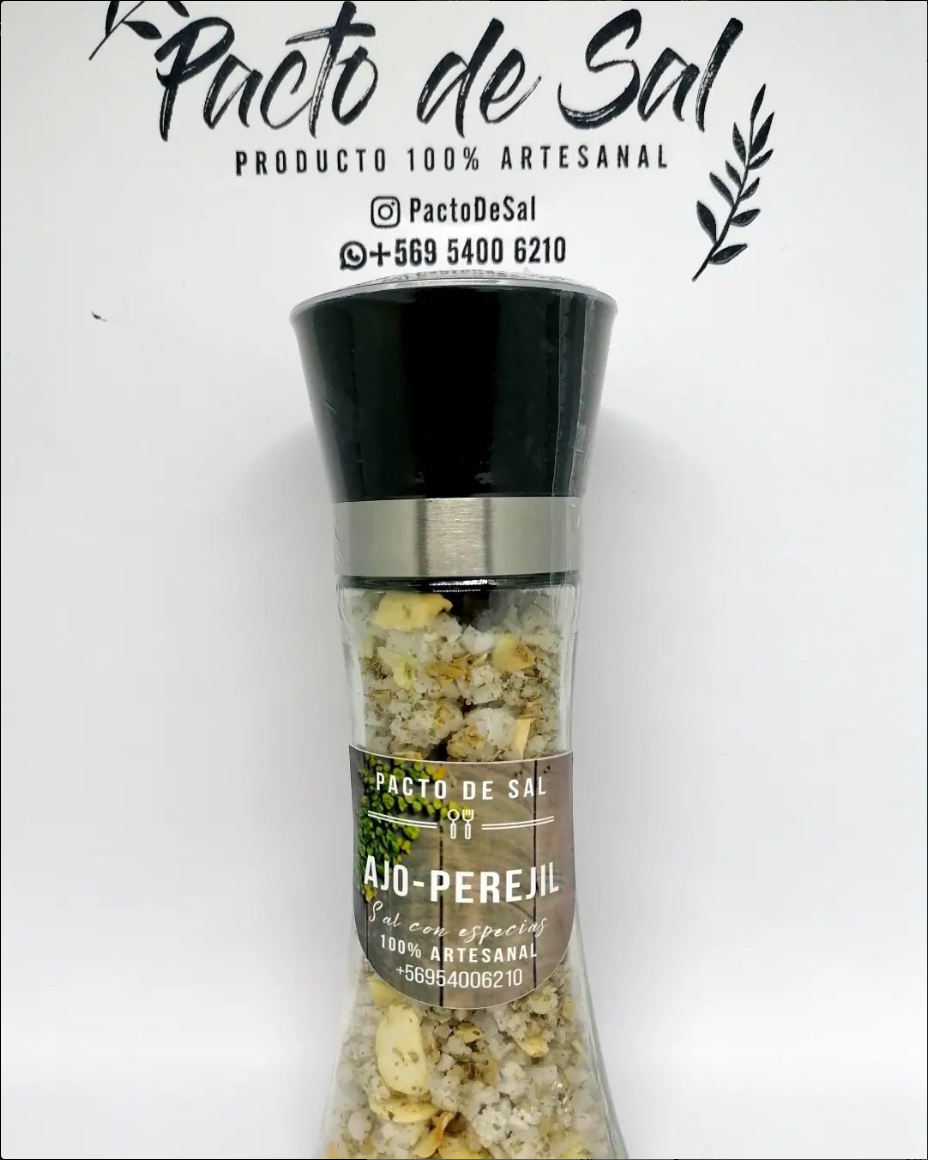 Pacto de Sal
PRODUCTO 100% ARTESANAL
PactoDeSal
+569 5400 6210
PACTO DE SAL
AJO-PEREJIL
Sal con especias
100% ARTESANAL
+56954006210